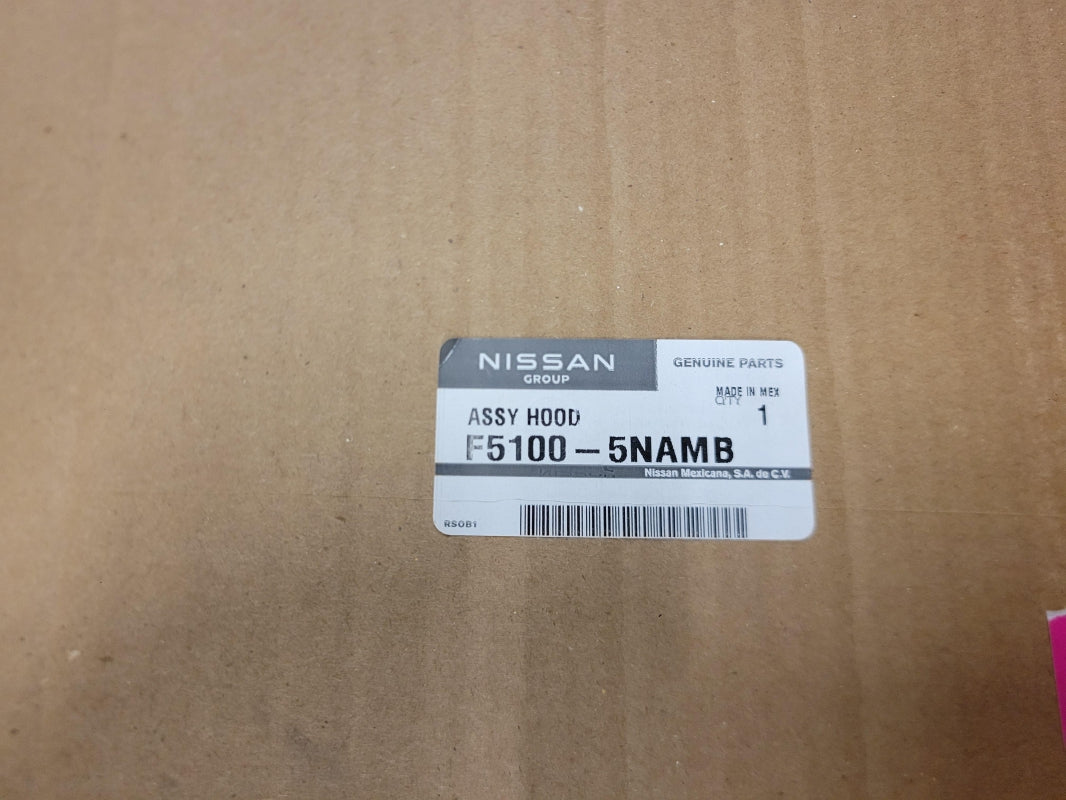 NISSAN
GROUP
GENUINE PARTS
MADE IN MEX
QTY
1
ASSY HOOD
F5100-5NAMB
Nissan Mexicana, S.A. de C.V.
RSOB1